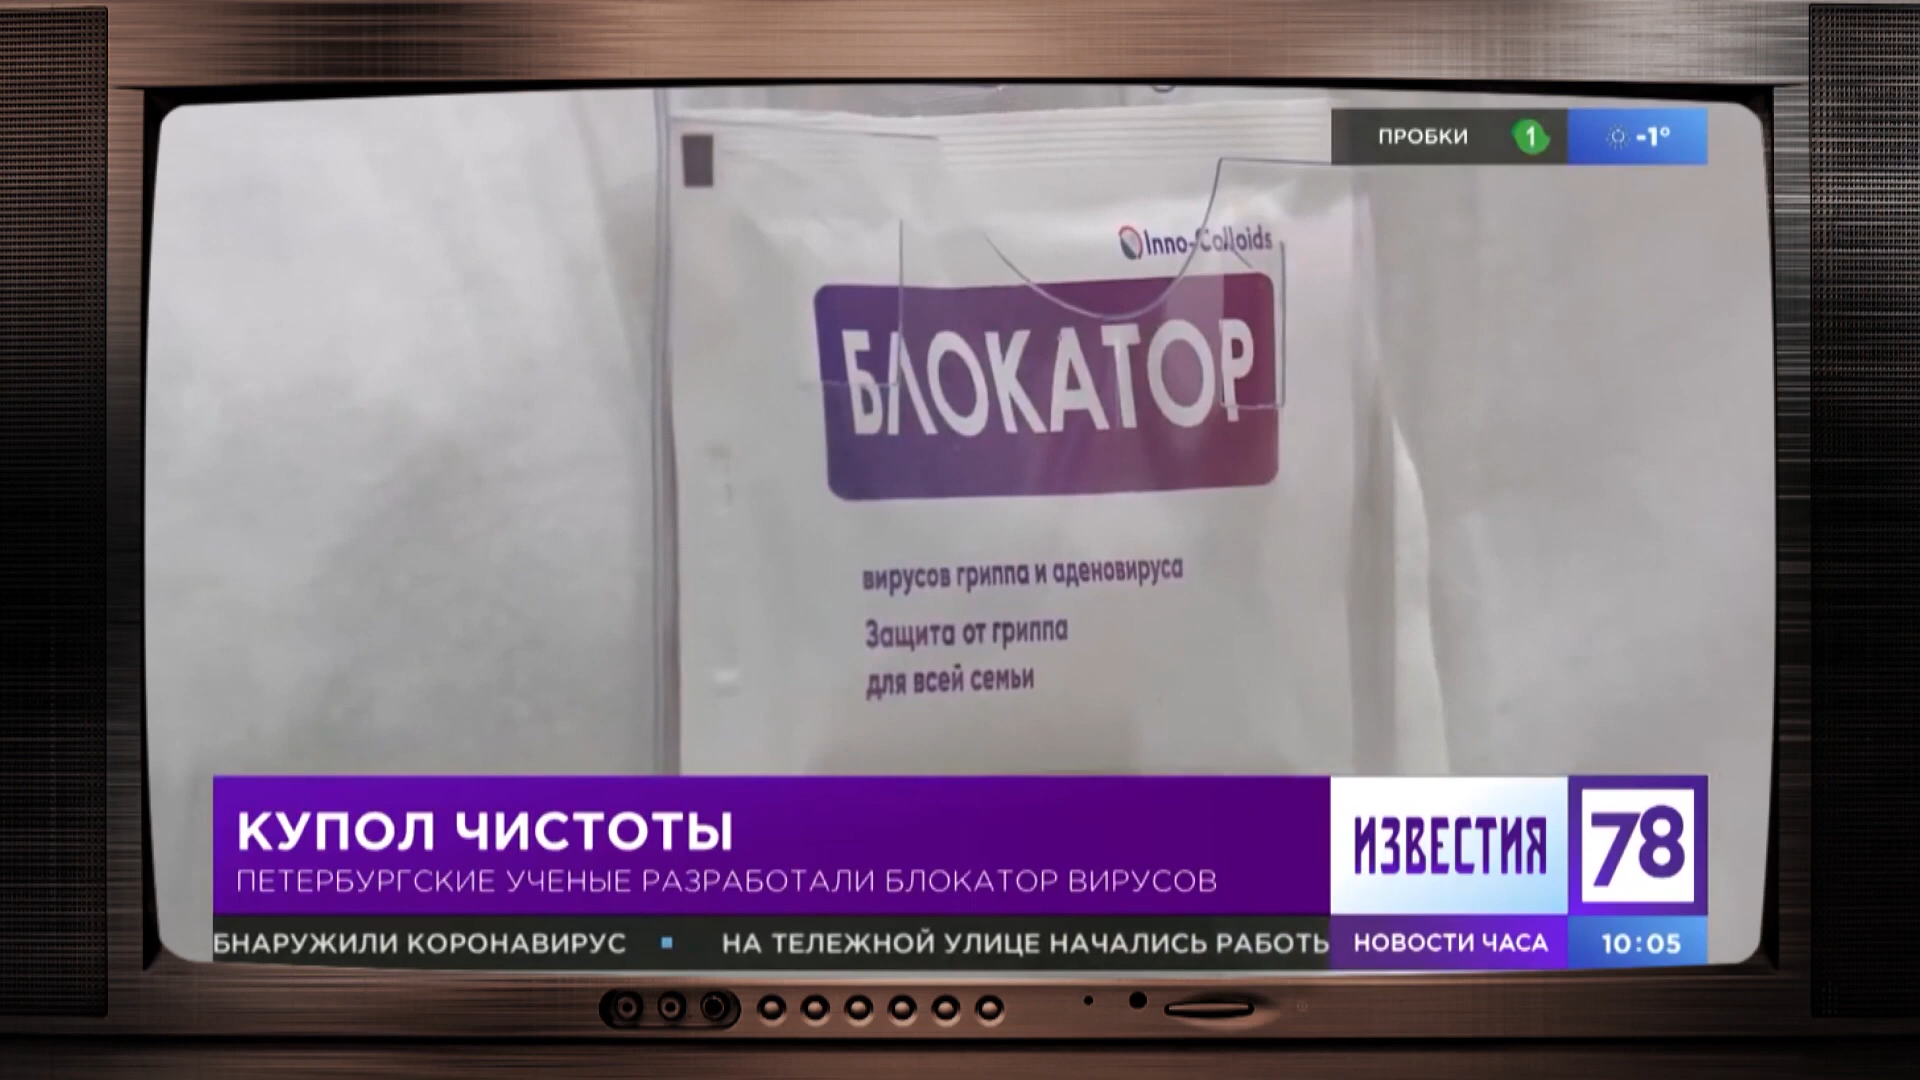 ПРОБКИ 1 -1°
Inno-Colloids
БЛОКАТОР
вирусов гриппа и аденовируса
Защита от гриппа
для всей семьи
КУПОЛ ЧИСТОТЫ
ПЕТЕРБУРГСКИЕ УЧЕНЫЕ РАЗРАБОТАЛИ БЛОКАТОР ВИРУСОВ
ИЗВЕСТИЯ 78
БНАРУЖИЛИ КОРОНАВИРУС ▪ НА ТЕЛЕЖНОЙ УЛИЦЕ НАЧАЛИСЬ РАБОТЬ
НОВОСТИ ЧАСА 10:05